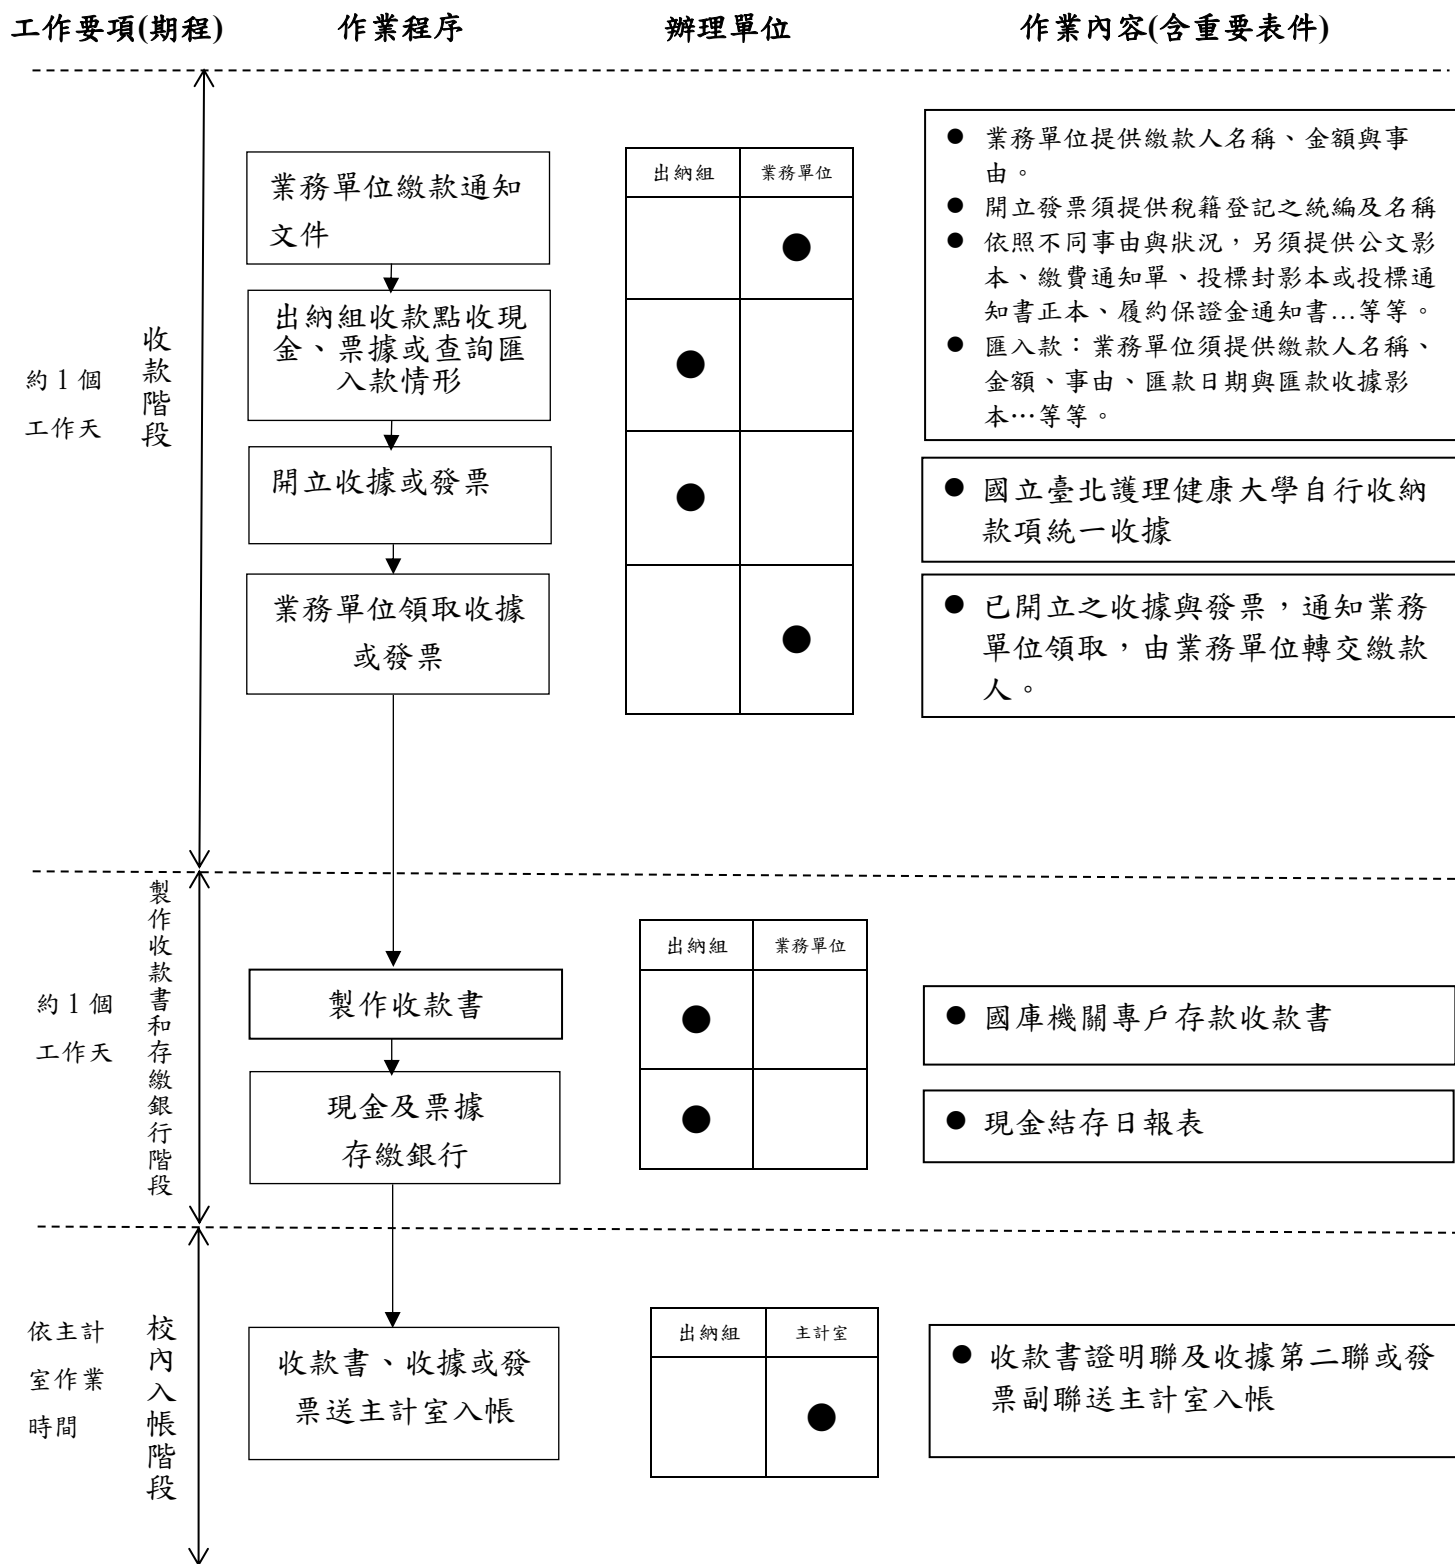 工作要項(期程)
作業程序
辦理單位
作業內容(含重要表件)
約 1 個
工作天
收款階段
業務單位繳款通知
文件
出納組收款點收現
金、票據或查詢匯
入款情形
開立收據或發票
業務單位領取收據
或發票
出納組
業務單位
●
●
●
●
● 業務單位提供繳款人名稱、金額與事
由。
● 開立發票須提供稅籍登記之統編及名稱
● 依照不同事由與狀況，另須提供公文影
本、繳費通知單、投標封影本或投標通
知書正本、履約保證金通知書…等等。
● 匯入款：業務單位須提供繳款人名稱、
金額、事由、匯款日期與匯款收據影
本…等等。
● 國立臺北護理健康大學自行收納
款項統一收據
● 已開立之收據與發票，通知業務
單位領取，由業務單位轉交繳款
人。
約 1 個
工作天
製作收款書和存繳銀行階段
製作收款書
現金及票據
存繳銀行
出納組
業務單位
●
●
● 國庫機關專戶存款收款書
● 現金結存日報表
依主計
室作業
時間
校內入帳階段
收款書、收據或發
票送主計室入帳
出納組
主計室
●
● 收款書證明聯及收據第二聯或發
票副聯送主計室入帳